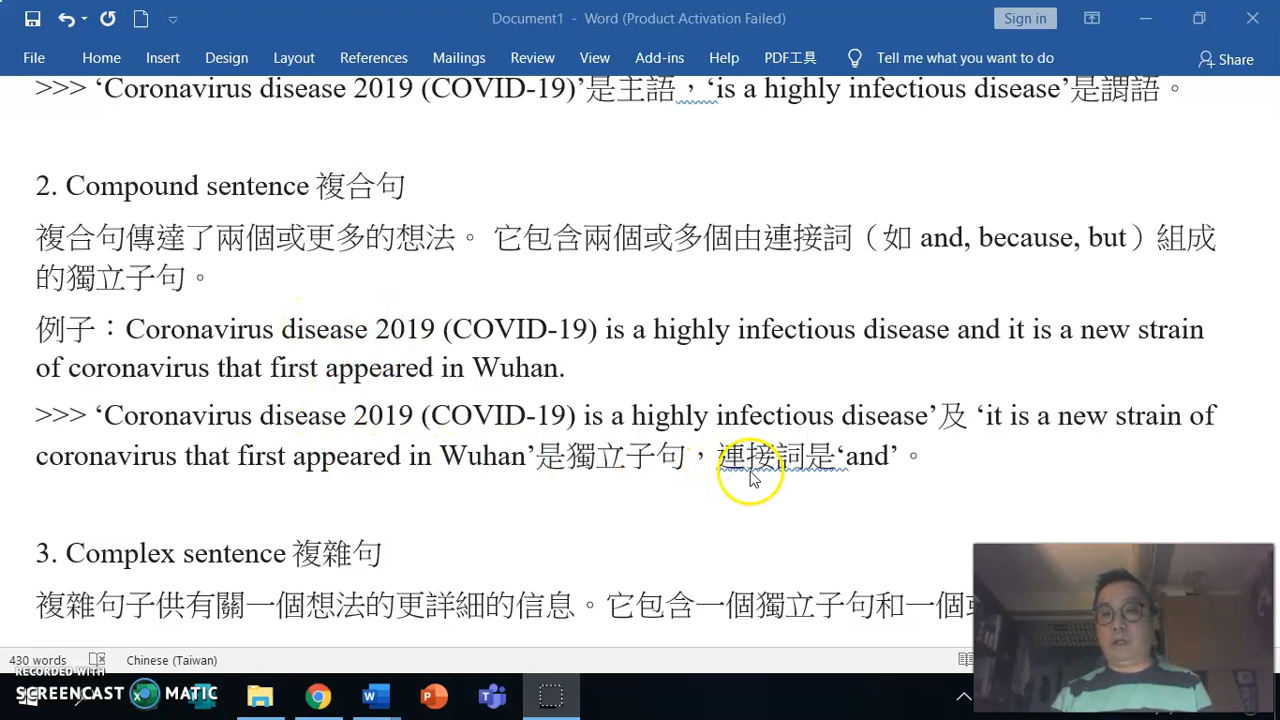 Document1 - Word (Product Activation Failed)
Sign in
File Home Insert Design Layout References Mailings Review View Add-ins Help PDF工具 Tell me what you want to do Share
>>> ‘Coronavirus disease 2019 (COVID-19)’是主語，‘is a highly infectious disease’是謂語。
2. Compound sentence 複合句
複合句傳達了兩個或更多的想法。 它包含兩個或多個由連接詞（如 and, because, but）組成
的獨立子句。
例子：Coronavirus disease 2019 (COVID-19) is a highly infectious disease and it is a new strain
of coronavirus that first appeared in Wuhan.
>>> ‘Coronavirus disease 2019 (COVID-19) is a highly infectious disease’及 ‘it is a new strain of
coronavirus that first appeared in Wuhan’是獨立子句，連接詞是‘and’。
3. Complex sentence 複雜句
複雜句子供有關一個想法的更詳細的信息。它包含一個獨立子句和一個
430 words Chinese (Taiwan)
RECORDED WITH
SCREENCAST MATIC